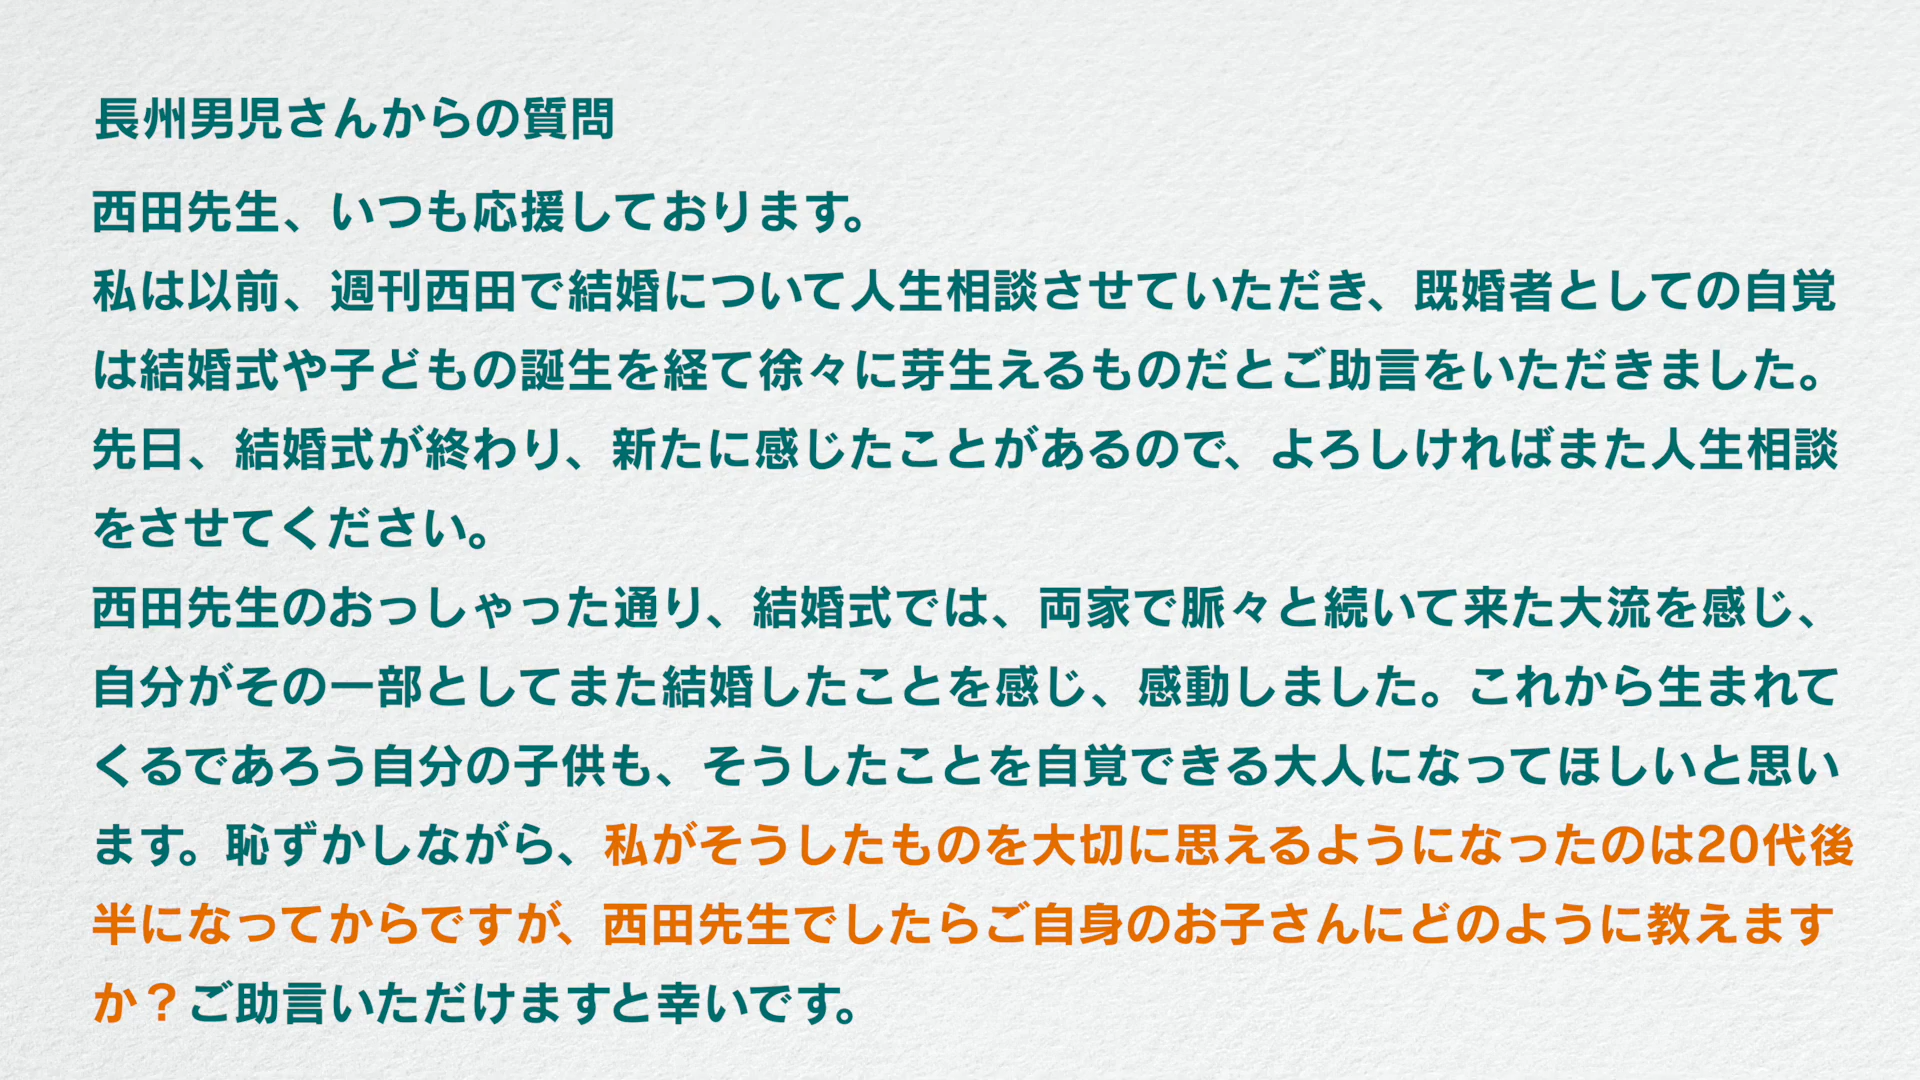 長州男児さんからの質問
西田先生、いつも応援しております。
私は以前、週刊西田で結婚について人生相談させていただき、既婚者としての自覚
は結婚式や子どもの誕生を経て徐々に芽生えるものだとご助言をいただきました。
先日、結婚式が終わり、新たに感じたことがあるので、よろしければまた人生相談
をさせてください。
西田先生のおっしゃった通り、結婚式では、両家で脈々と続いて来た大流を感じ、
自分がその一部としてまた結婚したことを感じ、感動しました。これから生まれて
くるであろう自分の子供も、そうしたことを自覚できる大人になってほしいと思い
ます。恥ずかしながら、私がそうしたものを大切に思えるようになったのは20代後
半になってからですが、西田先生でしたらご自身のお子さんにどのように教えます
か？ご助言いただけますと幸いです。